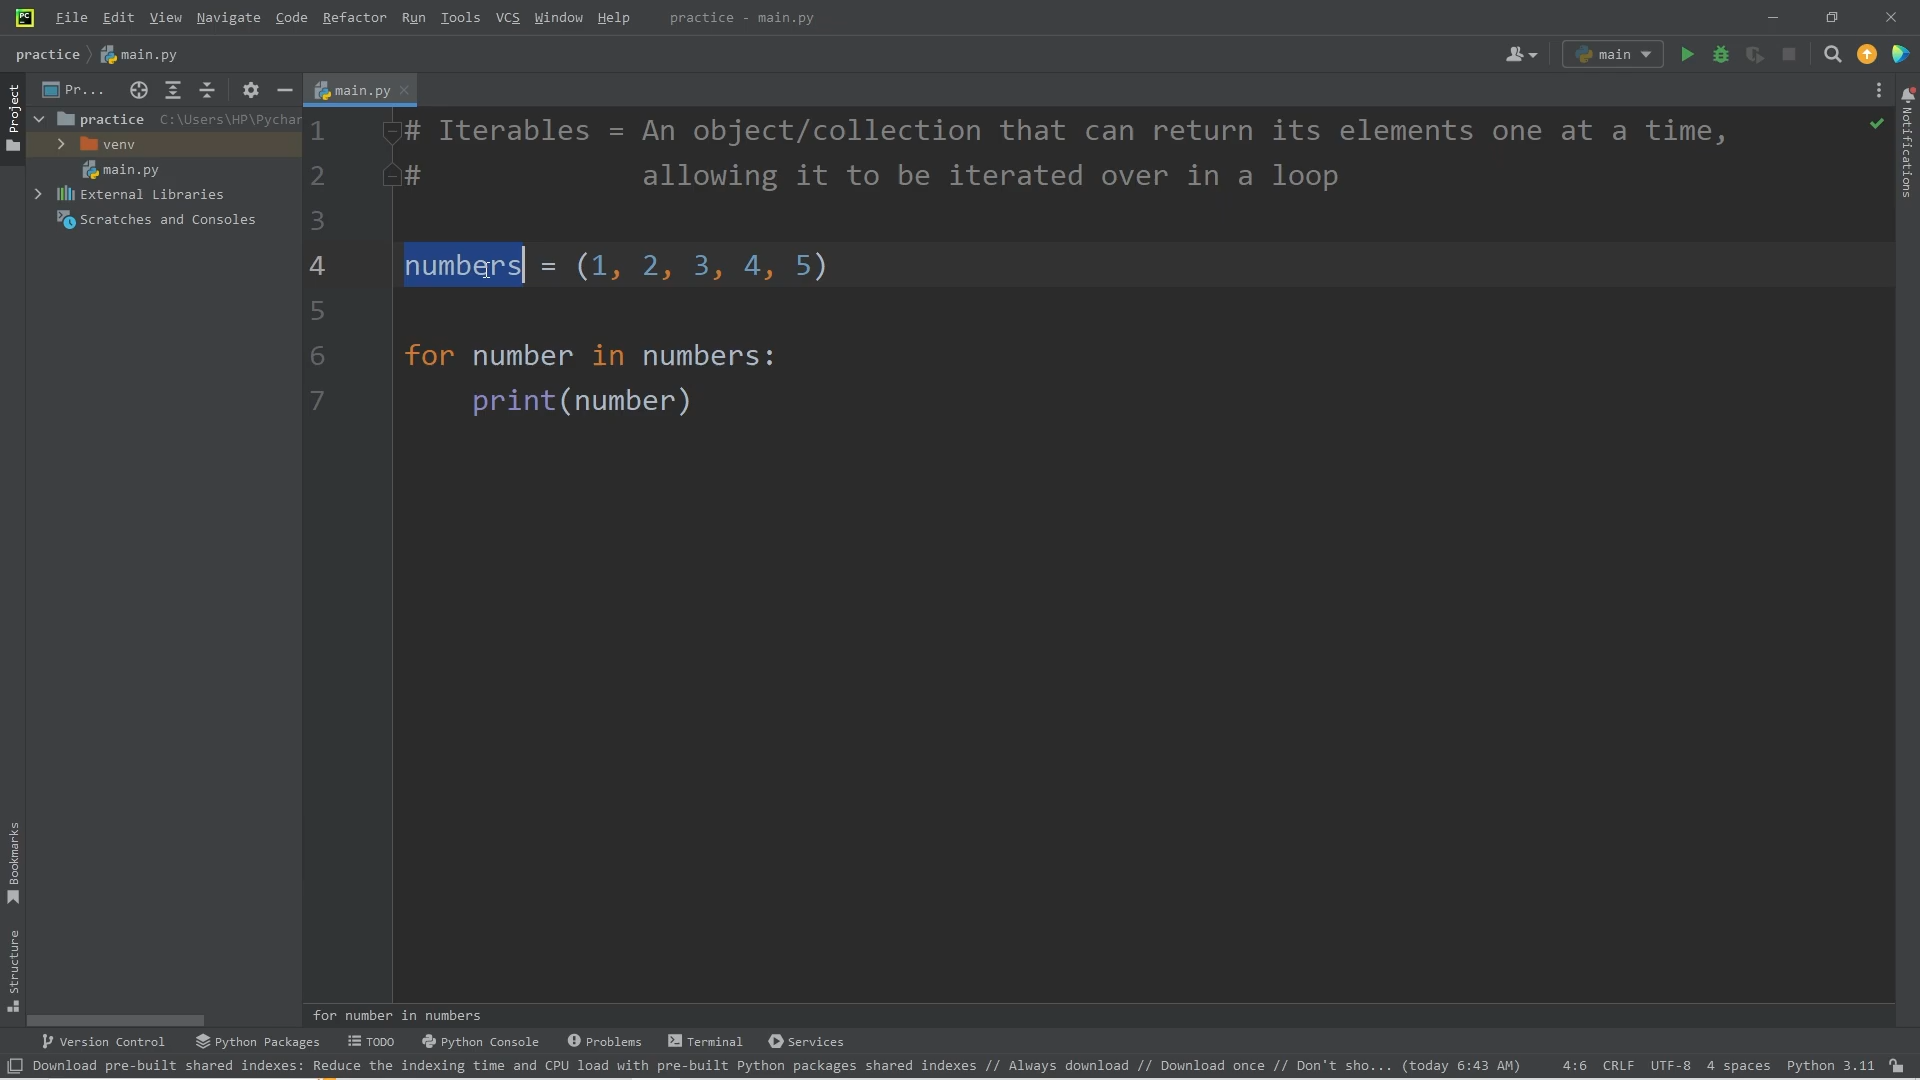 PC File Edit View Navigate Code Refactor Run Tools VCS Window Help practice - main.py
practice main.py main
Project Pr... main.py Notifications
practice C:\Users\HP\Pychar
venv
main.py
External Libraries
Scratches and Consoles
1 # Iterables = An object/collection that can return its elements one at a time,
2 # allowing it to be iterated over in a loop
3
4 numbers = (1, 2, 3, 4, 5)
5
6 for number in numbers:
7 print(number)
Bookmarks
Structure
for number in numbers
Version Control Python Packages TODO Python Console Problems Terminal Services
Download pre-built shared indexes: Reduce the indexing time and CPU load with pre-built Python packages shared indexes // Always download // Download once // Don't sho... (today 6:43 AM) 4:6 CRLF UTF-8 4 spaces Python 3.11